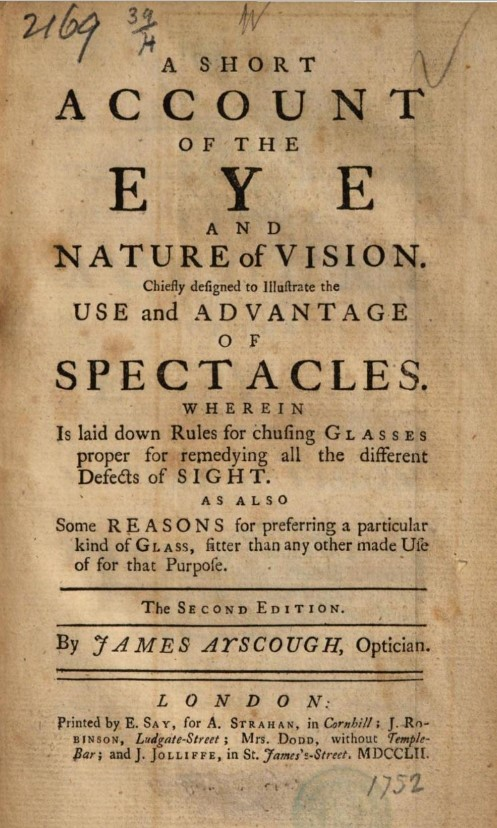 2169 39/H
A SHORT
ACCOUNT
OF THE
EYE
AND
NATURE of VISION.
Chiefly deſigned to Illuſtrate the
USE and ADVANTAGE
OF
SPECTACLES.
WHEREIN
Is laid down Rules for chuſing GLASSES
proper for remedying all the different
Defects of SIGHT.
AS ALSO
Some REASONS for preferring a particular
kind of GLASS, fitter than any other made Uſe
of for that Purpoſe.
The SECOND EDITION.
By JAMES AYSCOUGH, Optician.
LONDON:
Printed by E. SAY, for A. STRAHAN, in Cornhill; J. RO-
BINSON, Ludgate-Street; Mrs. DODD, without Temple-
Bar; and J. JOLLIFFE, in St. James's-Street. MDCCLII.
1752